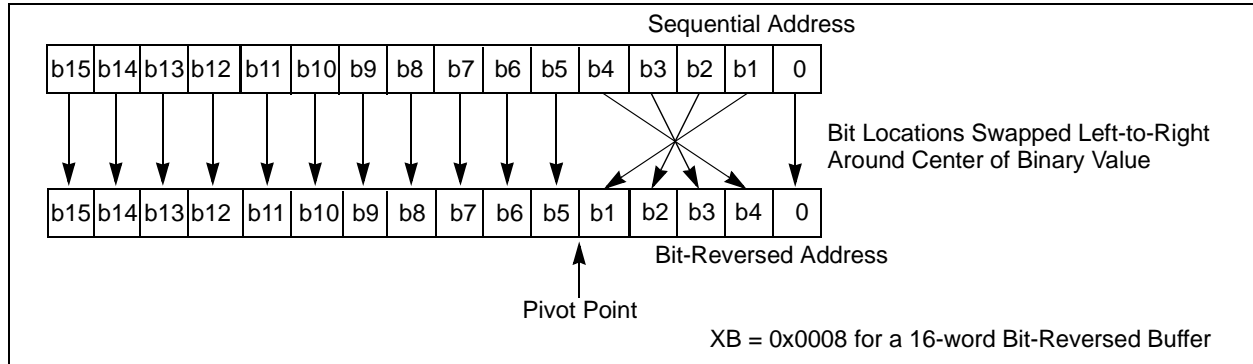 Sequential Address
b15 b14 b13 b12 b11 b10 b9 b8 b7 b6 b5 b4 b3 b2 b1 0
Bit Locations Swapped Left-to-Right
Around Center of Binary Value
b15 b14 b13 b12 b11 b10 b9 b8 b7 b6 b5 b1 b2 b3 b4 0
Bit-Reversed Address
Pivot Point
XB = 0x0008 for a 16-word Bit-Reversed Buffer